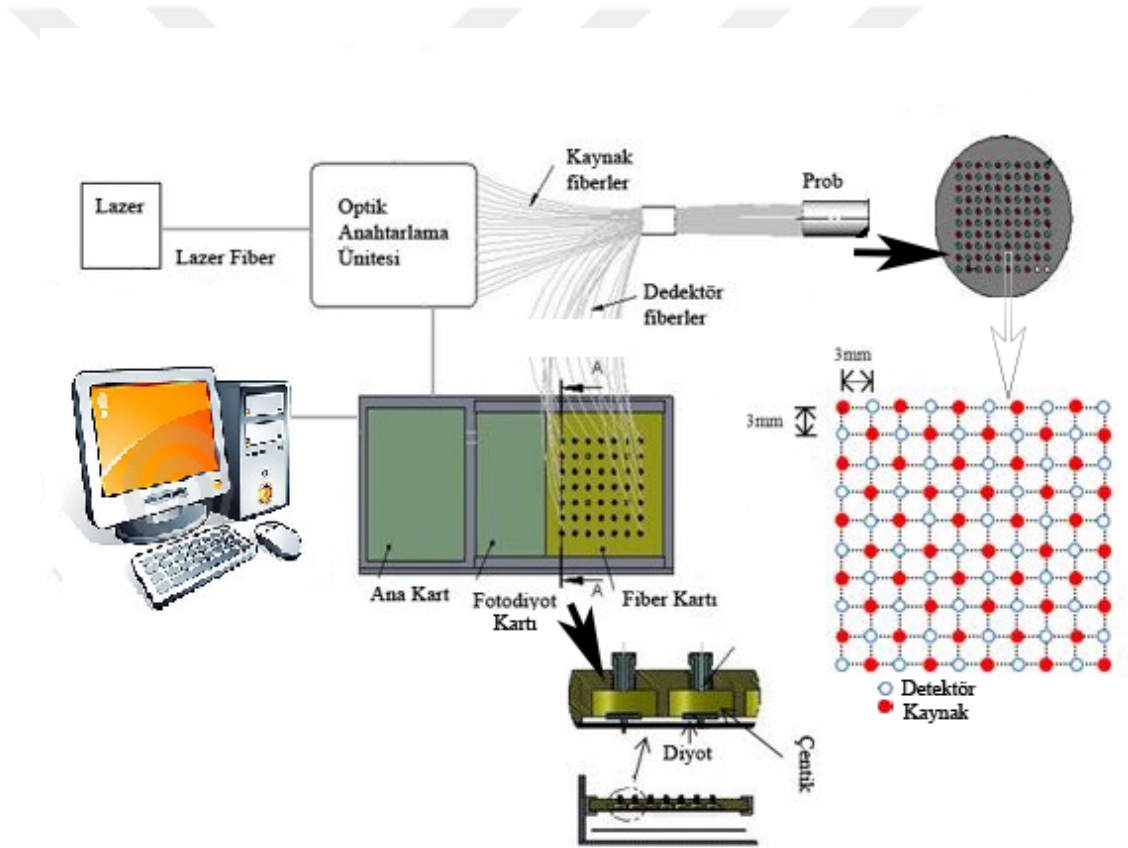 Lazer
Lazer Fiber
Optik
Anahtarlama
Ünitesi
Kaynak
fiberler
Prob
Dedektör
fiberler
3mm
3mm
A
A
Ana Kart
Fotodiyot
Kartı
Fiber Kartı
Detektör
Kaynak
Diyot
Çentik